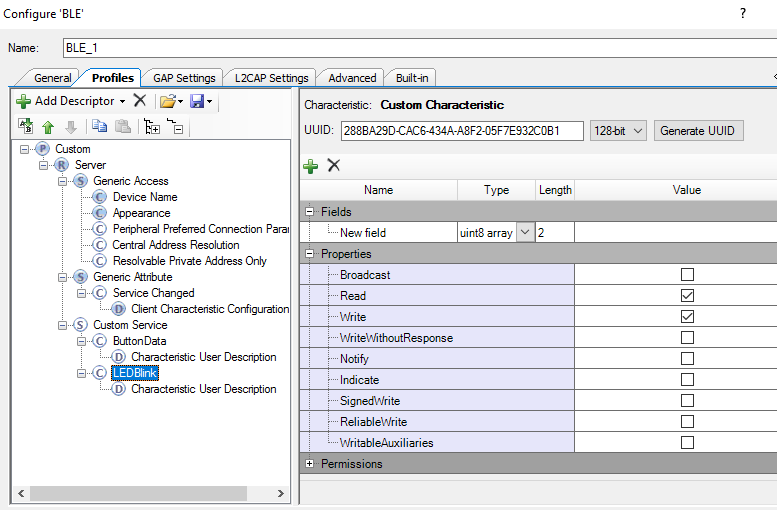 Configure 'BLE'
?
Name: BLE_1
General Profiles GAP Settings L2CAP Settings Advanced Built-in
Add Descriptor
Custom
Server
Generic Access
Device Name
Appearance
Peripheral Preferred Connection Para
Central Address Resolution
Resolvable Private Address Only
Generic Attribute
Service Changed
Client Characteristic Configuration
Custom Service
ButtonData
Characteristic User Description
LEDBlink
Characteristic User Description
Characteristic: Custom Characteristic
UUID: 288BA29D-CAC6-434A-A8F2-05F7E932C0B1 128-bit Generate UUID
Name Type Length Value
Fields
New field uint8 array 2
Properties
Broadcast
Read
Write
WriteWithoutResponse
Notify
Indicate
SignedWrite
ReliableWrite
WritableAuxiliaries
Permissions